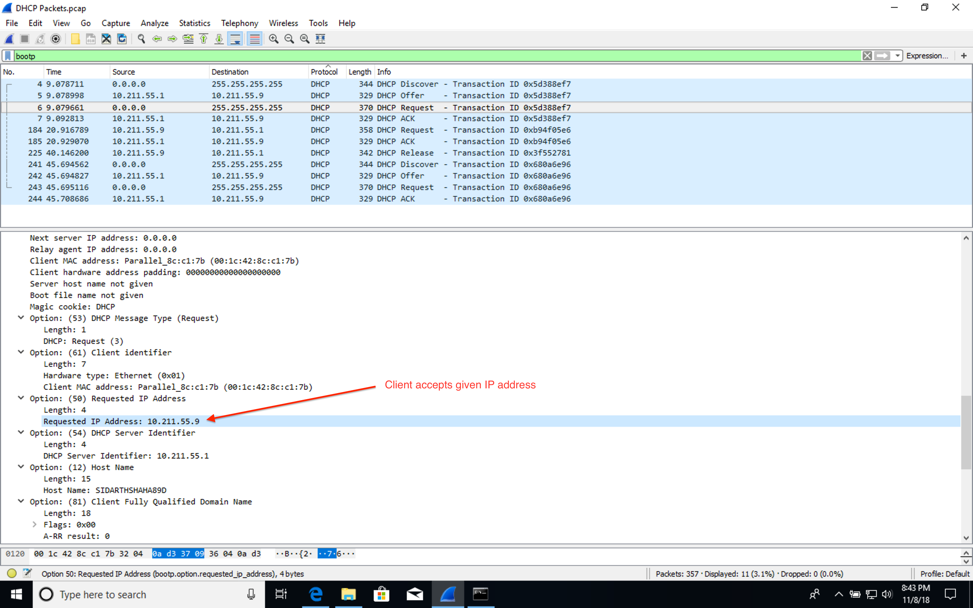 DHCP Packets.pcap
File Edit View Go Capture Analyze Statistics Telephony Wireless Tools Help
bootp Expression... +
No. Time Source Destination Protocol Length Info
4 9.078711 0.0.0.0 255.255.255.255 DHCP 344 DHCP Discover - Transaction ID 0x5d388ef7
5 9.078998 10.211.55.1 10.211.55.9 DHCP 329 DHCP Offer - Transaction ID 0x5d388ef7
6 9.079661 0.0.0.0 255.255.255.255 DHCP 370 DHCP Request - Transaction ID 0x5d388ef7
7 9.092813 10.211.55.1 10.211.55.9 DHCP 329 DHCP ACK - Transaction ID 0x5d388ef7
184 20.916789 10.211.55.9 10.211.55.1 DHCP 358 DHCP Request - Transaction ID 0xb94f05e6
185 20.929070 10.211.55.1 10.211.55.9 DHCP 329 DHCP ACK - Transaction ID 0xb94f05e6
225 40.146200 10.211.55.9 10.211.55.1 DHCP 342 DHCP Release - Transaction ID 0x3f552781
241 45.694562 0.0.0.0 255.255.255.255 DHCP 344 DHCP Discover - Transaction ID 0x680a6e96
242 45.694827 10.211.55.1 10.211.55.9 DHCP 329 DHCP Offer - Transaction ID 0x680a6e96
243 45.695116 0.0.0.0 255.255.255.255 DHCP 370 DHCP Request - Transaction ID 0x680a6e96
244 45.708686 10.211.55.1 10.211.55.9 DHCP 329 DHCP ACK - Transaction ID 0x680a6e96
Next server IP address: 0.0.0.0
Relay agent IP address: 0.0.0.0
Client MAC address: Parallel_8c:c1:7b (00:1c:42:8c:c1:7b)
Client hardware address padding: 00000000000000000000
Server host name not given
Boot file name not given
Magic cookie: DHCP
Option: (53) DHCP Message Type (Request)
Length: 1
DHCP: Request (3)
Option: (61) Client identifier
Length: 7
Hardware type: Ethernet (0x01)
Client MAC address: Parallel_8c:c1:7b (00:1c:42:8c:c1:7b)
Client accepts given IP address
Option: (50) Requested IP Address
Length: 4
Requested IP Address: 10.211.55.9
Option: (54) DHCP Server Identifier
Length: 4
DHCP Server Identifier: 10.211.55.1
Option: (12) Host Name
Length: 15
Host Name: SIDARTHSHAHA89D
Option: (81) Client Fully Qualified Domain Name
Length: 18
Flags: 0x00
A-RR result: 0
0120 00 1c 42 8c c1 7b 32 04 0a d3 37 09 36 04 0a d3 ··B··{2· ··7·6···
Option 50: Requested IP Address (bootp.option.requested_ip_address), 4 bytes Packets: 357 · Displayed: 11 (3.1%) · Dropped: 0 (0.0%) Profile: Default
Type here to search
8:43 PM
11/8/18